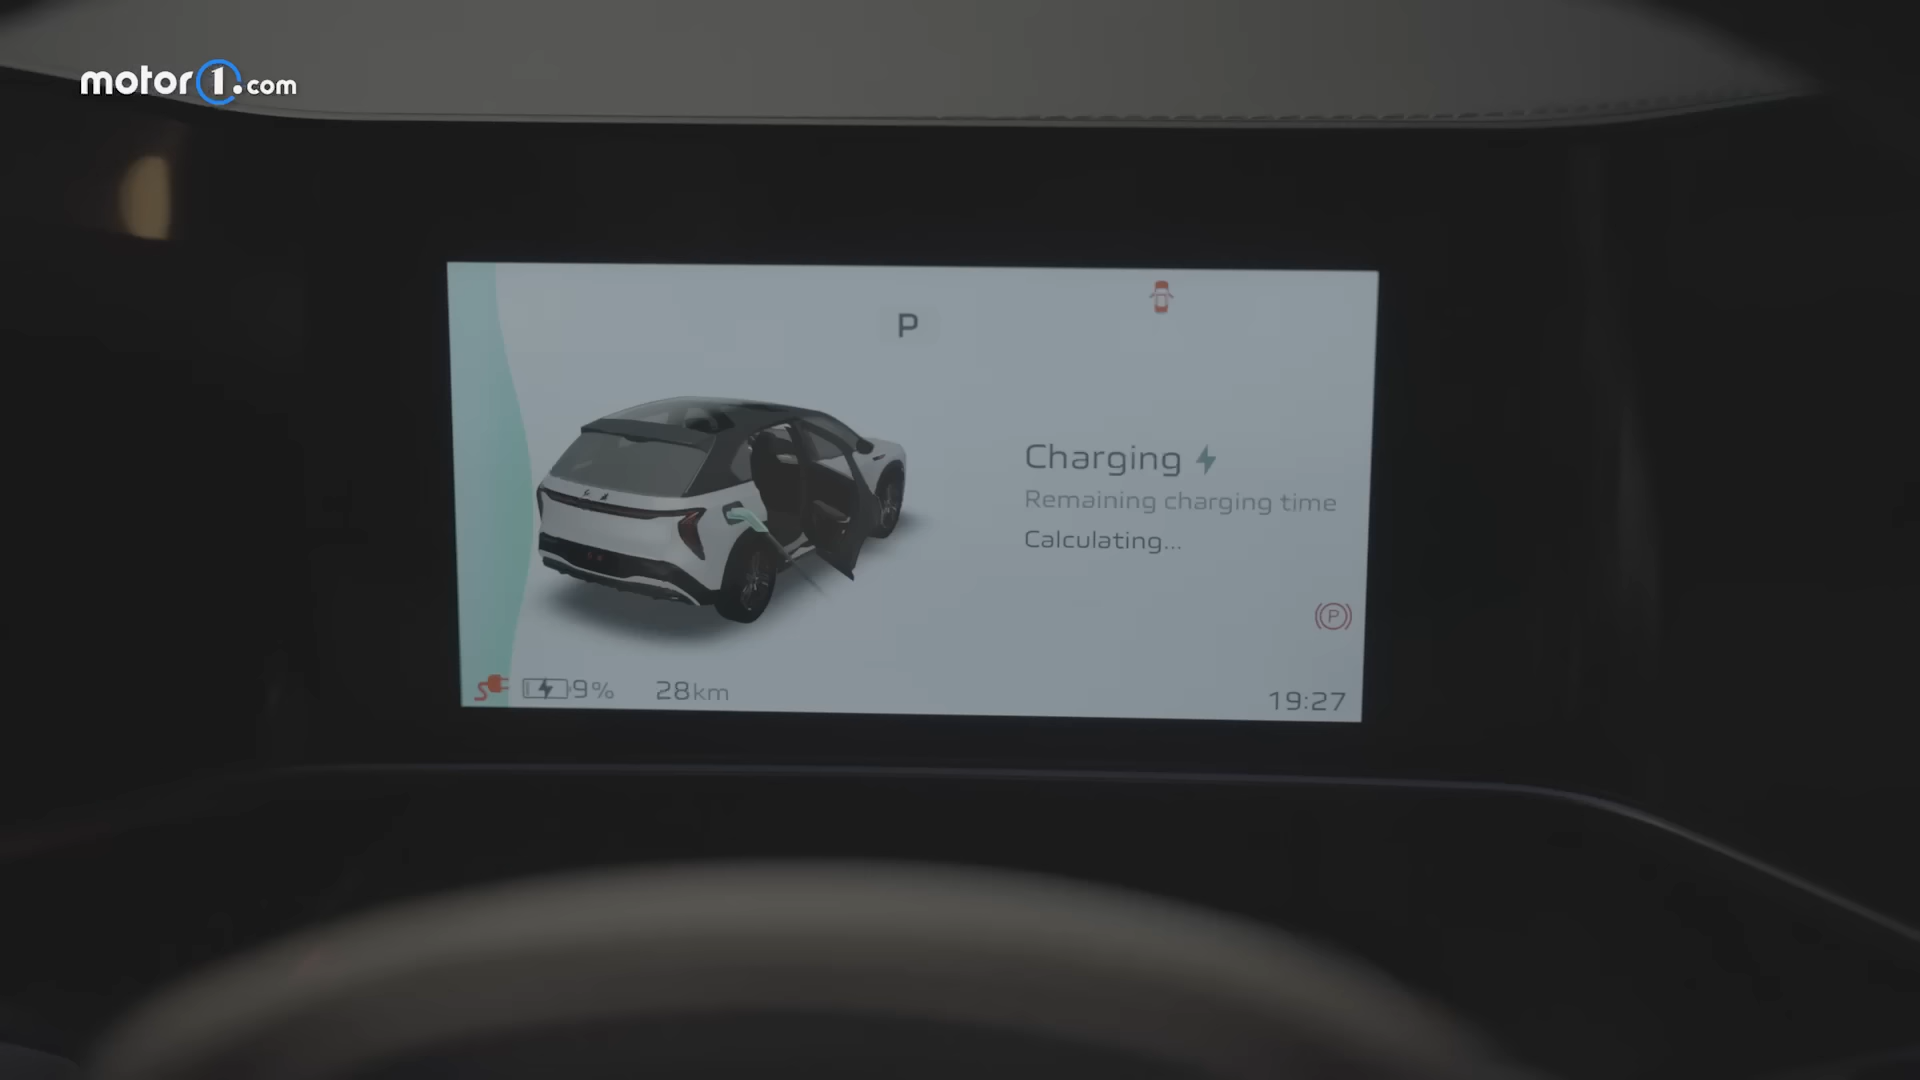 motor1.com
P
Charging
Remaining charging time
Calculating...
P
9% 28km
19:27